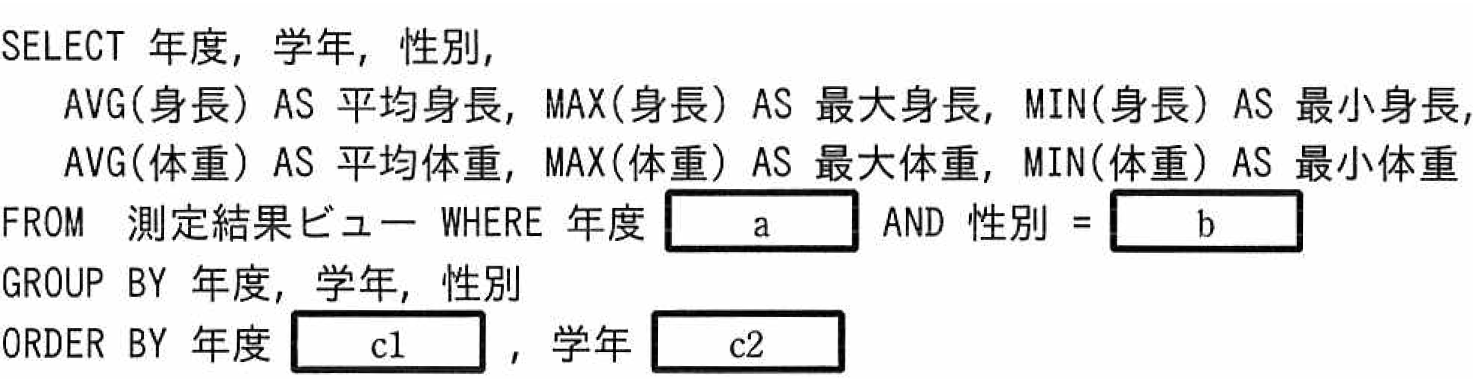 SELECT 年度, 学年, 性別,
AVG(身長) AS 平均身長, MAX(身長) AS 最大身長, MIN(身長) AS 最小身長,
AVG(体重) AS 平均体重, MAX(体重) AS 最大体重, MIN(体重) AS 最小体重
FROM 測定結果ビュー WHERE 年度 a AND 性別 = b
GROUP BY 年度, 学年, 性別
ORDER BY 年度 c1 , 学年 c2